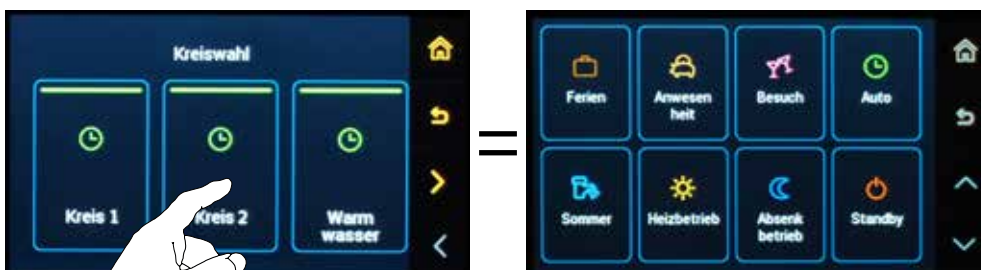 Kreiswahl
Kreis 1
Kreis 2
Warm
wasser
=
Ferien
Anwesen
heit
Besuch
Auto
Sommer
Heizbetrieb
Absenk
betrieb
Standby